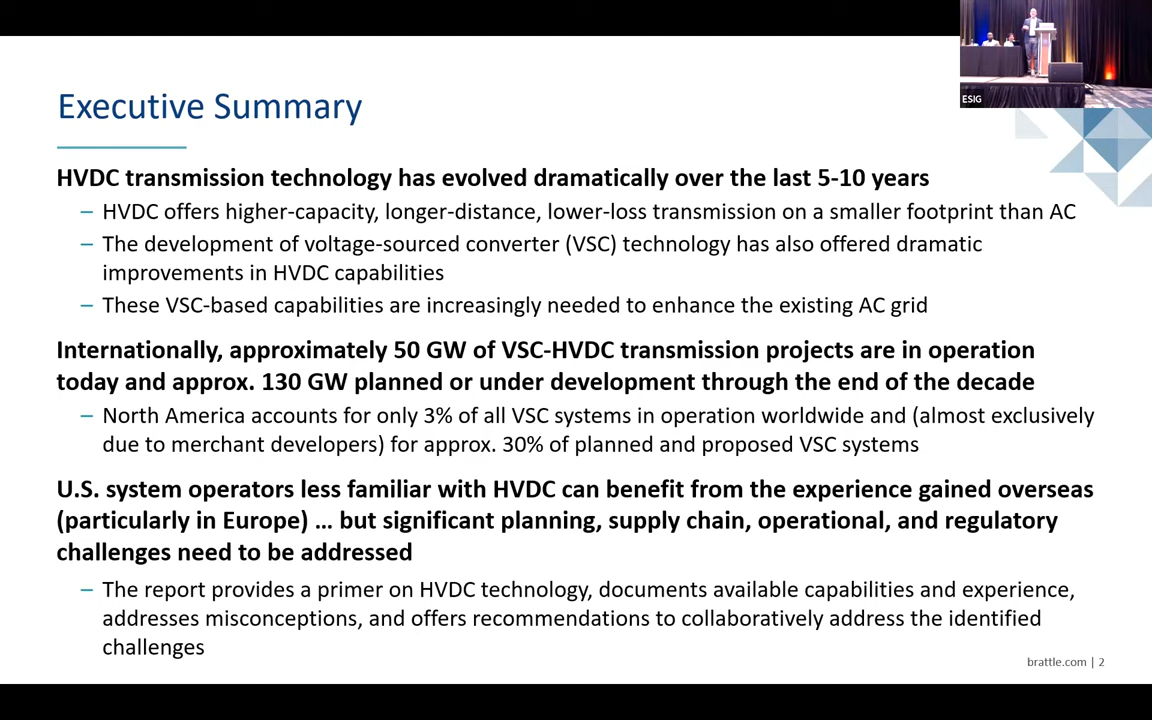 ESIG
Executive Summary
HVDC transmission technology has evolved dramatically over the last 5-10 years
– HVDC offers higher-capacity, longer-distance, lower-loss transmission on a smaller footprint than AC
– The development of voltage-sourced converter (VSC) technology has also offered dramatic
improvements in HVDC capabilities
– These VSC-based capabilities are increasingly needed to enhance the existing AC grid
Internationally, approximately 50 GW of VSC-HVDC transmission projects are in operation
today and approx. 130 GW planned or under development through the end of the decade
– North America accounts for only 3% of all VSC systems in operation worldwide and (almost exclusively
due to merchant developers) for approx. 30% of planned and proposed VSC systems
U.S. system operators less familiar with HVDC can benefit from the experience gained overseas
(particularly in Europe) ... but significant planning, supply chain, operational, and regulatory
challenges need to be addressed
– The report provides a primer on HVDC technology, documents available capabilities and experience,
addresses misconceptions, and offers recommendations to collaboratively address the identified
challenges
brattle.com | 2